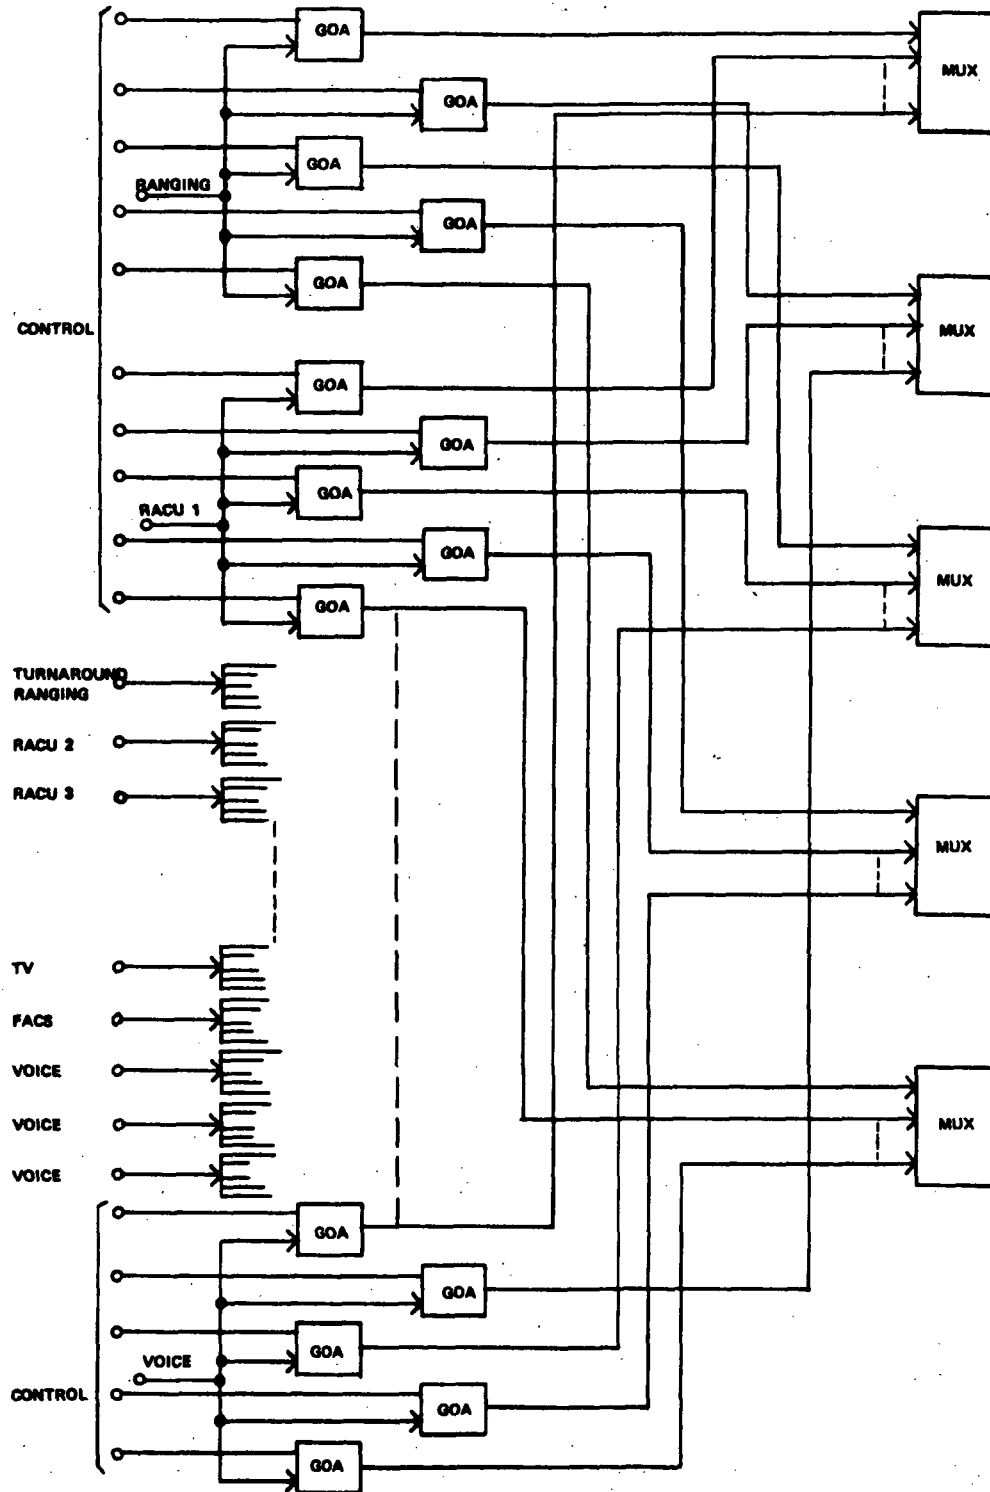 GOA
MUX
GOA
GOA
RANGING
GOA
GOA
CONTROL
MUX
GOA
GOA
GOA
RACU 1
GOA
MUX
GOA
TURNAROUND
RANGING
RACU 2
RACU 3
MUX
TV
FACS
VOICE
VOICE
MUX
VOICE
GOA
GOA
GOA
VOICE
CONTROL
GOA
GOA